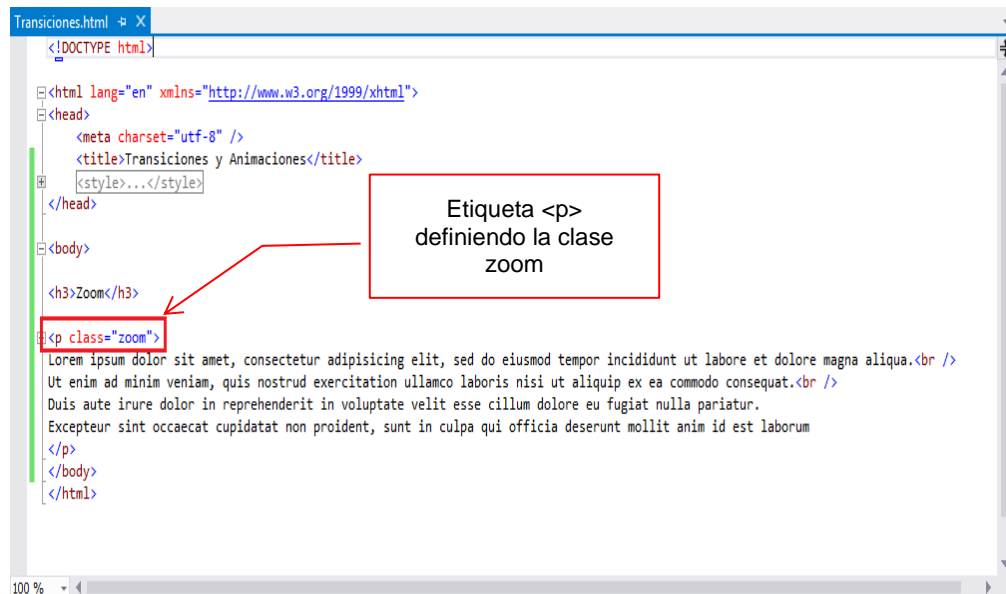 Transiciones.html
<!DOCTYPE html>
<html lang="en" xmlns="http://www.w3.org/1999/xhtml">
<head>
<meta charset="utf-8" />
<title>Transiciones y Animaciones</title>
<style>...</style>
</head>
Etiqueta <p>
definiendo la clase
zoom
<body>
<h3>Zoom</h3>
<p class="zoom">
Lorem ipsum dolor sit amet, consectetur adipisicing elit, sed do eiusmod tempor incididunt ut labore et dolore magna aliqua.<br />
Ut enim ad minim veniam, quis nostrud exercitation ullamco laboris nisi ut aliquip ex ea commodo consequat.<br />
Duis aute irure dolor in reprehenderit in voluptate velit esse cillum dolore eu fugiat nulla pariatur.
Excepteur sint occaecat cupidatat non proident, sunt in culpa qui officia deserunt mollit anim id est laborum
</p>
</body>
</html>
100 %